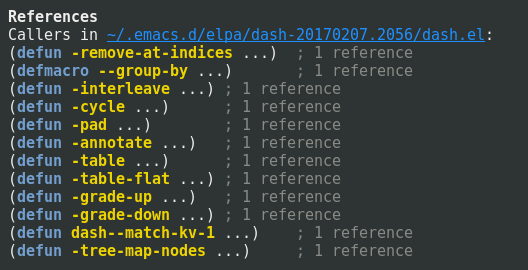 References
Callers in ~/.emacs.d/elpa/dash-20170207.2056/dash.el:
(defun -remove-at-indices ...)  ; 1 reference
(defmacro --group-by ...)       ; 1 reference
(defun -interleave ...) ; 1 reference
(defun -cycle ...)      ; 1 reference
(defun -pad ...)        ; 1 reference
(defun -annotate ...)   ; 1 reference
(defun -table ...)      ; 1 reference
(defun -table-flat ...) ; 1 reference
(defun -grade-up ...)   ; 1 reference
(defun -grade-down ...) ; 1 reference
(defun dash--match-kv-1 ...)    ; 1 reference
(defun -tree-map-nodes ...)     ; 1 reference